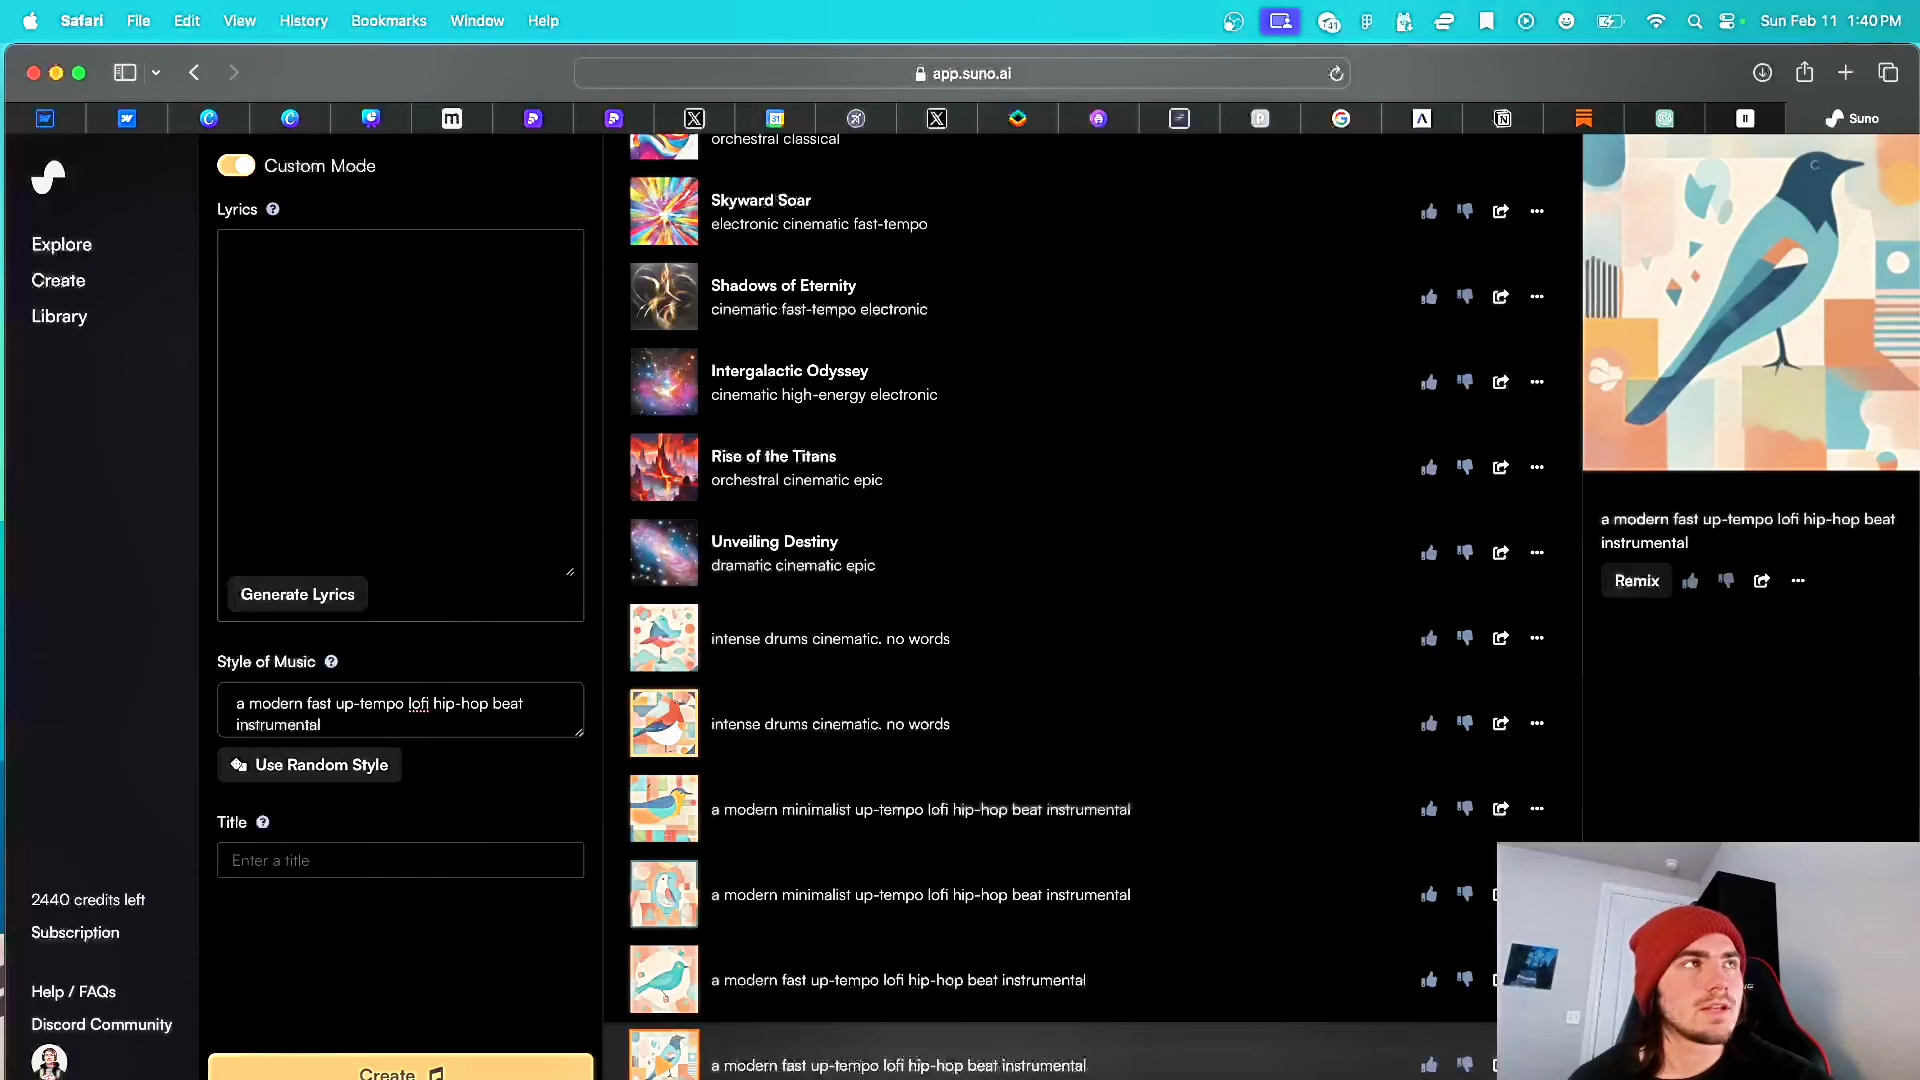 Safari File Edit View History Bookmarks Window Help
41
Sun Feb 11 1:40 PM
app.suno.ai
Suno
Custom Mode
Lyrics
Generate Lyrics
Style of Music
a modern fast up-tempo lofi hip-hop beat
instrumental
Use Random Style
Title
Enter a title
Create
Explore
Create
Library
2440 credits left
Subscription
Help / FAQs
Discord Community
orchestral classical
Skyward Soar
electronic cinematic fast-tempo
Shadows of Eternity
cinematic fast-tempo electronic
Intergalactic Odyssey
cinematic high-energy electronic
Rise of the Titans
orchestral cinematic epic
Unveiling Destiny
dramatic cinematic epic
intense drums cinematic. no words
intense drums cinematic. no words
a modern minimalist up-tempo lofi hip-hop beat instrumental
a modern minimalist up-tempo lofi hip-hop beat instrumental
a modern fast up-tempo lofi hip-hop beat instrumental
a modern fast up-tempo lofi hip-hop beat instrumental
a modern fast up-tempo lofi hip-hop beat
instrumental
Remix